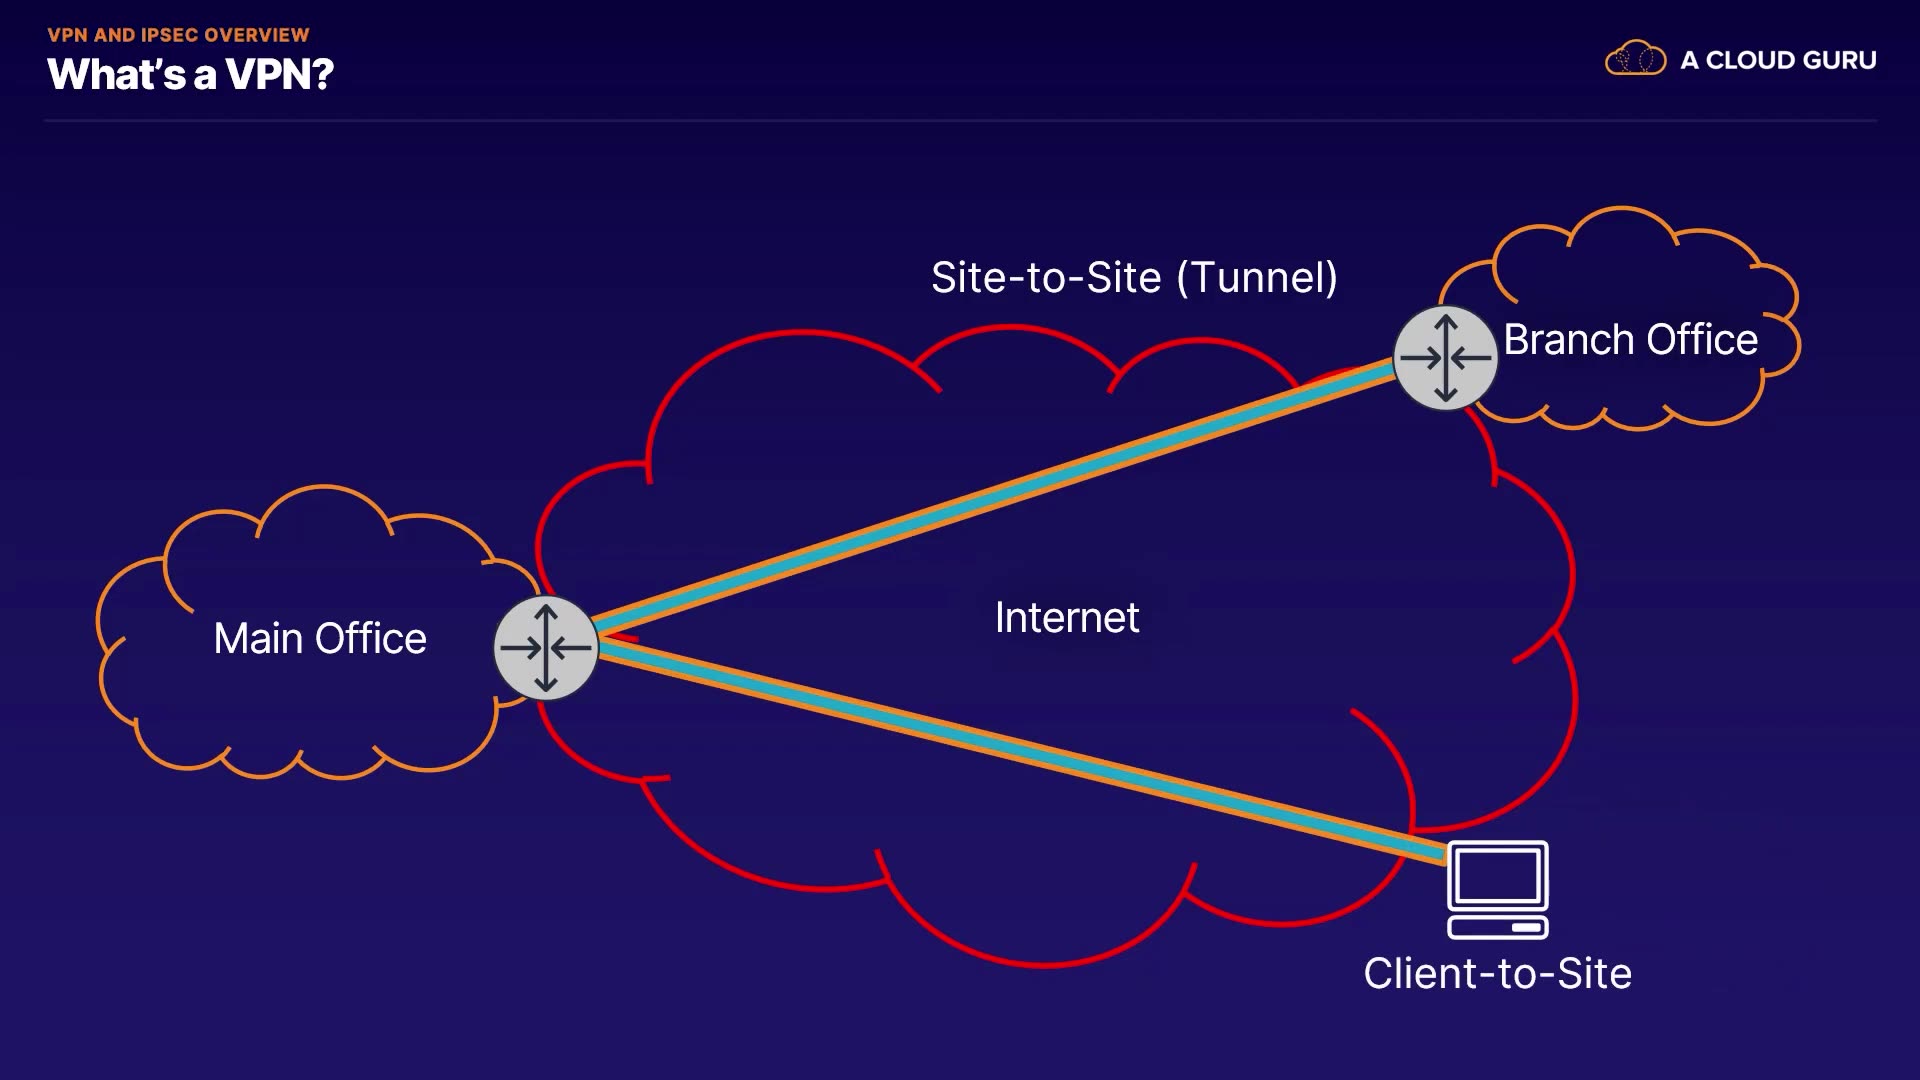 VPN AND IPSEC OVERVIEW
What's a VPN?
A CLOUD GURU
Site-to-Site (Tunnel)
Branch Office
Internet
Main Office
Client-to-Site